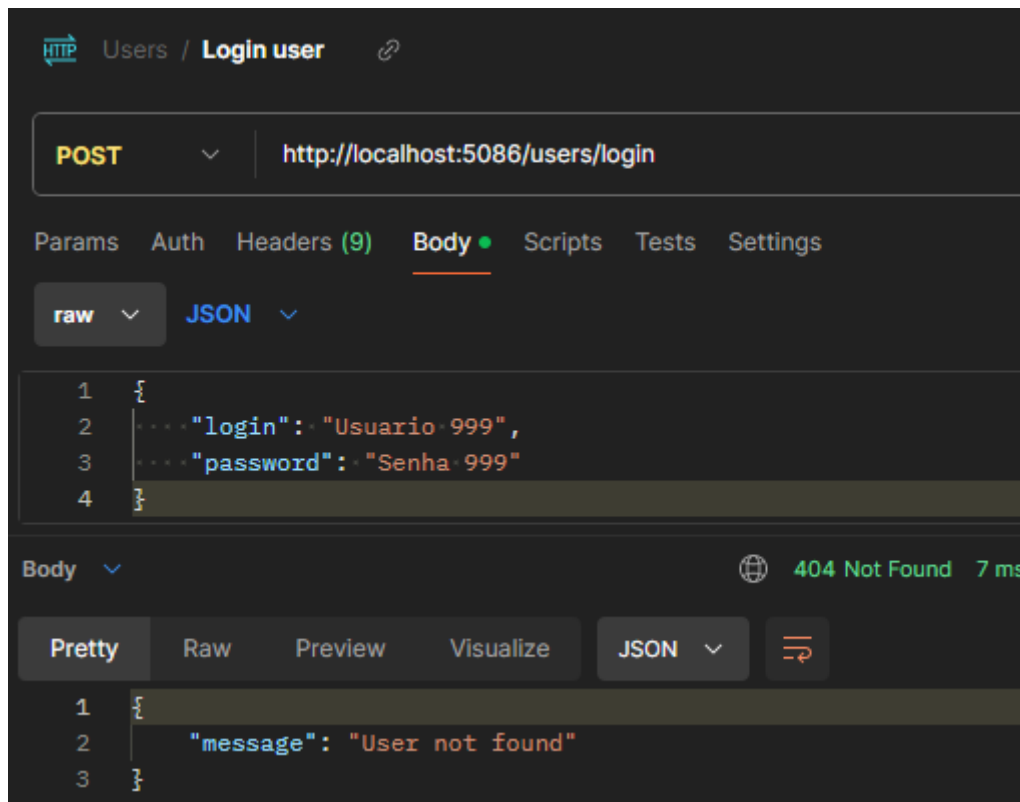 HTTP Users / Login user
POST http://localhost:5086/users/login
Params Auth Headers (9) Body Scripts Tests Settings
raw JSON
1 {
2 "login": "Usuario 999",
3 "password": "Senha 999"
4 }
Body 404 Not Found 7 ms
Pretty Raw Preview Visualize JSON
1 {
2 "message": "User not found"
3 }